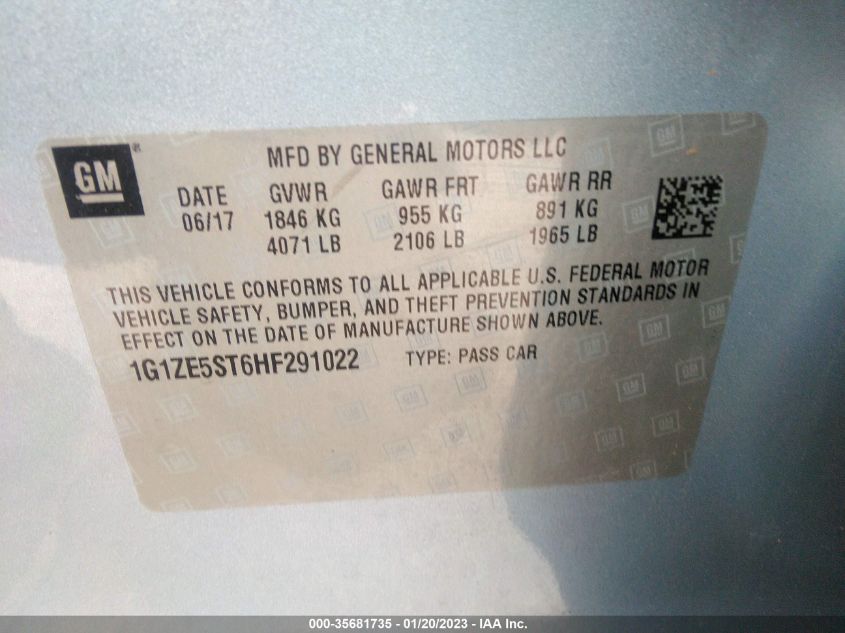 GM
MFD BY GENERAL MOTORS LLC
DATE GVWR GAWR FRT GAWR RR
06/17 1846 KG 955 KG 891 KG
4071 LB 2106 LB 1965 LB
THIS VEHICLE CONFORMS TO ALL APPLICABLE U.S. FEDERAL MOTOR
VEHICLE SAFETY, BUMPER, AND THEFT PREVENTION STANDARDS IN
EFFECT ON THE DATE OF MANUFACTURE SHOWN ABOVE.
1G1ZE5ST6HF291022 TYPE: PASS CAR
000-35681735 - 01/20/2023 - IAA Inc.